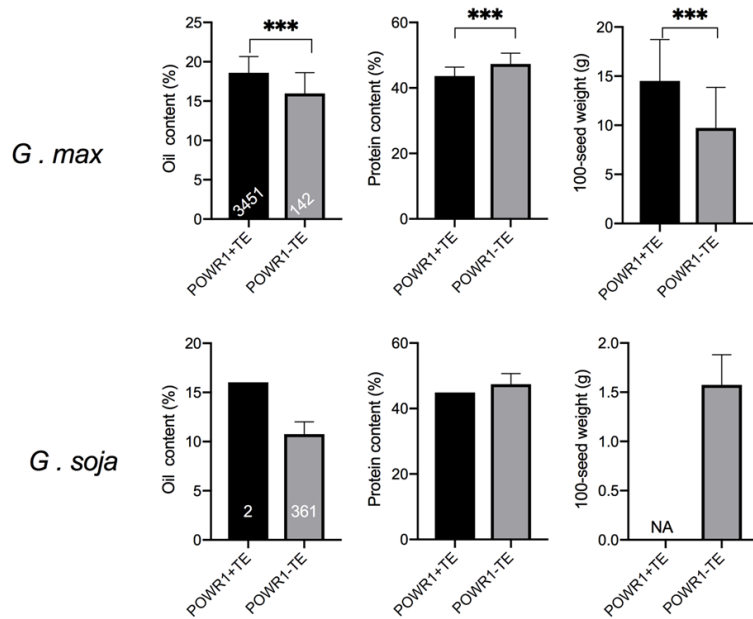 G . max
Oil content (%)
25
20
15
10
5
0
***
3451
142
POWR1+TE
POWR1-TE
Protein content (%)
60
40
20
0
***
POWR1+TE
POWR1-TE
100-seed weight (g)
20
15
10
5
0
***
POWR1+TE
POWR1-TE
G . soja
Oil content (%)
20
15
10
5
0
2
361
POWR1+TE
POWR1-TE
Protein content (%)
60
40
20
0
POWR1+TE
POWR1-TE
100-seed weight (g)
2.0
1.5
1.0
0.5
0.0
NA
POWR1+TE
POWR1-TE